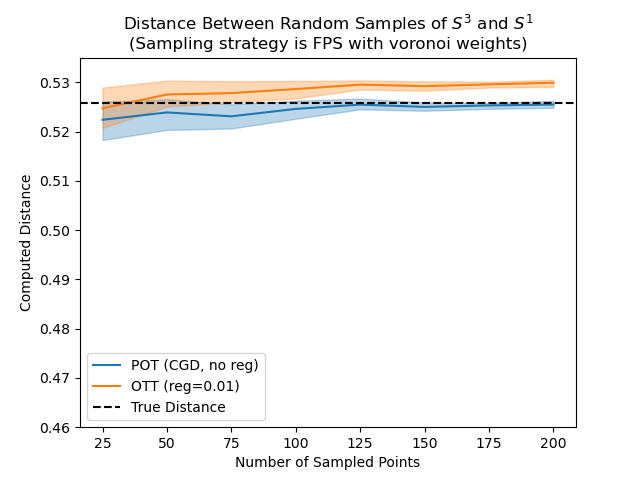 Distance Between Random Samples of $S^3$ and $S^1$
(Sampling strategy is FPS with voronoi weights)
0.53
0.52
0.51
0.50
0.49
0.48
0.47
0.46
Computed Distance
POT (CGD, no reg)
OTT (reg=0.01)
True Distance
25 50 75 100 125 150 175 200
Number of Sampled Points